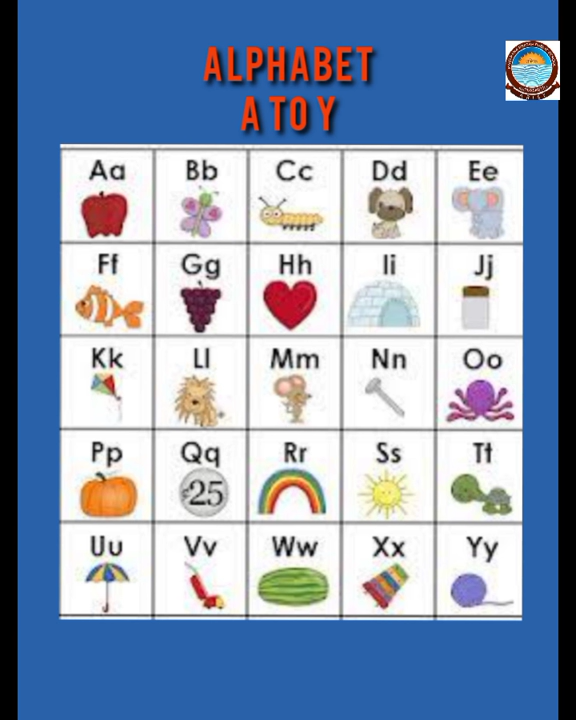 ALPHABET
A TO Y
Aa Bb Cc Dd Ee
Ff Gg Hh Ii Jj
Kk Ll Mm Nn Oo
Pp Qq Rr Ss Tt
25
Uu Vv Ww Xx Yy